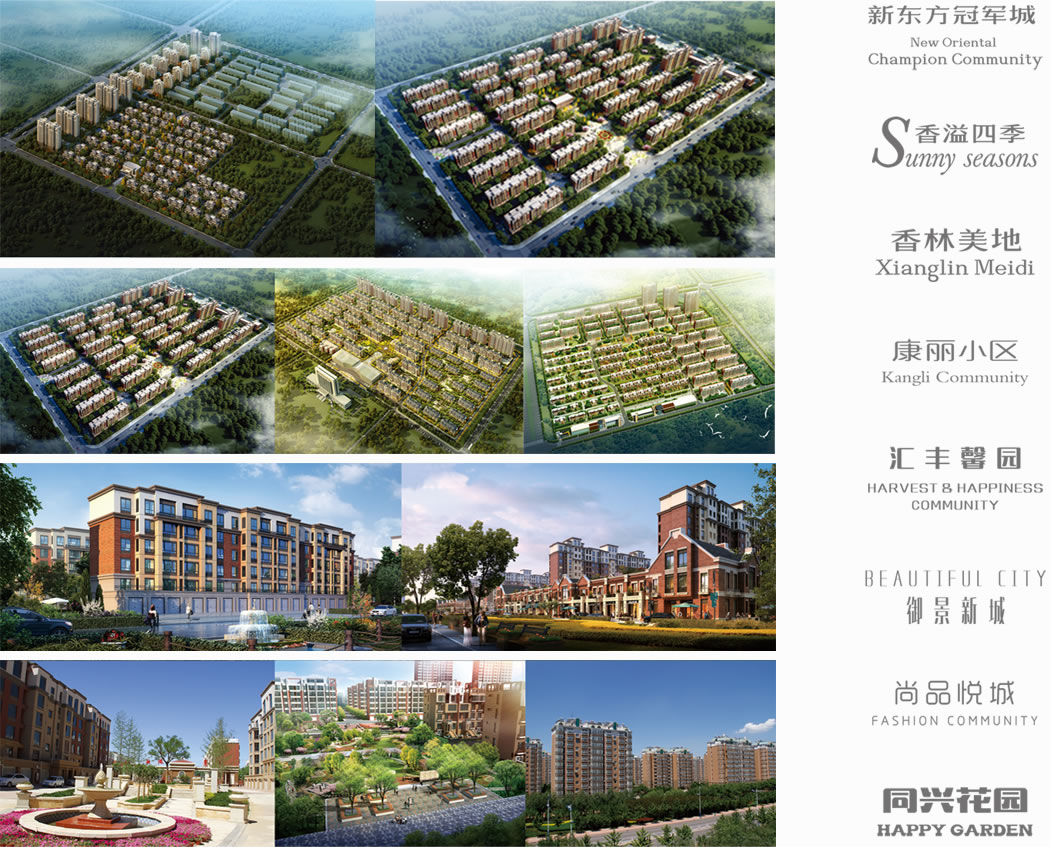 新东方冠军城
New Oriental
Champion Community
香溢四季
Sunny seasons
香林美地
Xianglin Meidi
康丽小区
Kangli Community
汇丰馨园
HARVEST & HAPPINESS
COMMUNITY
BEAUTIFUL CITY
御景新城
尚品悦城
FASHION COMMUNITY
同兴花园
HAPPY GARDEN